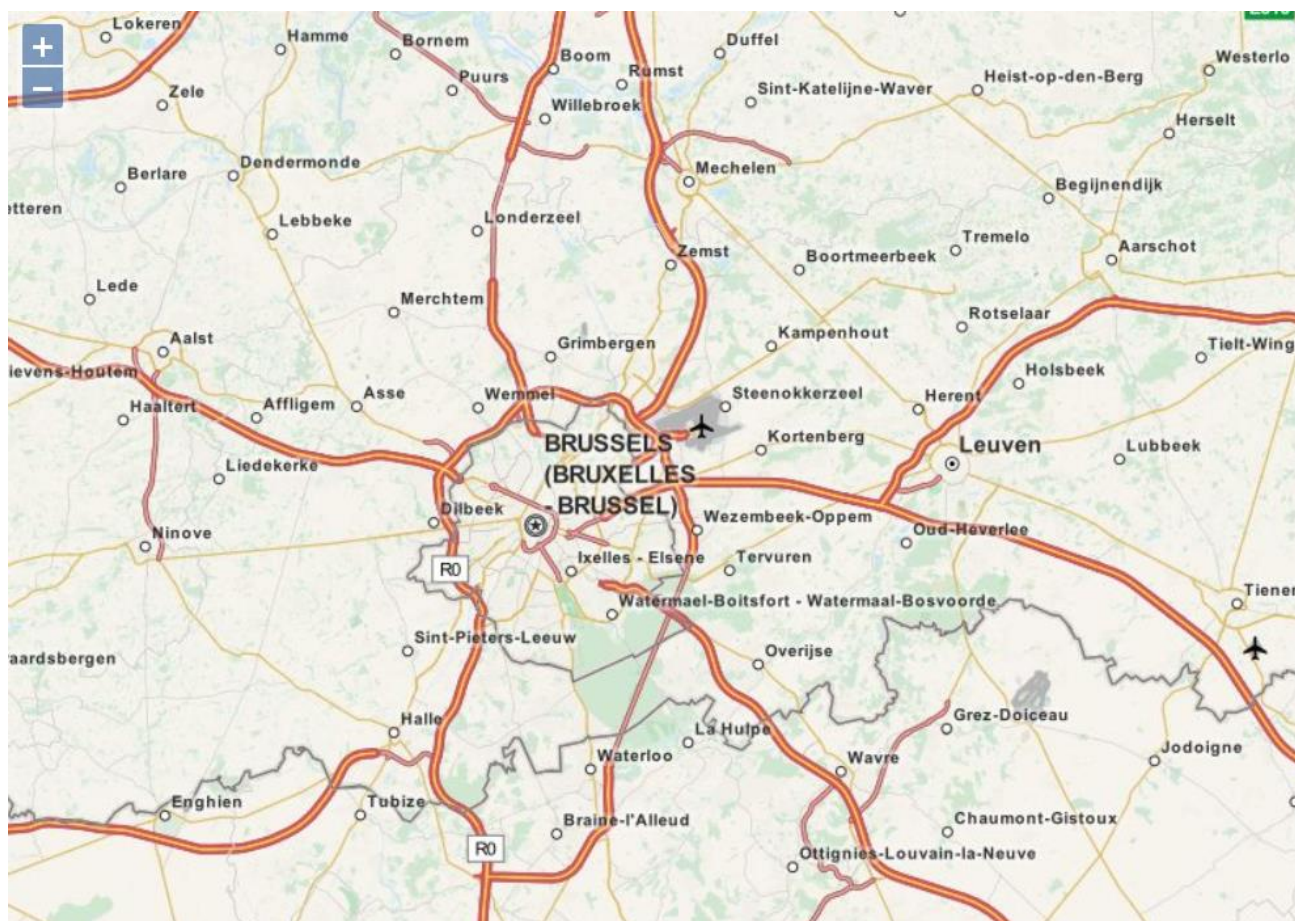 Lokeren
Hamme
Bornem
Boom
Duffel
Westerlo
+
−
Zele
Puurs
Rumst
Sint-Katelijne-Waver
Heist-op-den-Berg
Willebroek
Herselt
Dendermonde
Mechelen
Berlare
Begijnendijk
etteren
Lebbeke
Londerzeel
Zemst
Boortmeerbeek
Tremelo
Aarschot
Lede
Merchtem
Aalst
Grimbergen
Kampenhout
Rotselaar
Tielt-Wing
ievens-Houtem
Holsbeek
Haaltert
Affligem
Asse
Wemmel
Steenokkerzeel
Herent
BRUSSELS
(BRUXELLES
- BRUSSEL)
Kortenberg
Leuven
Lubbeek
Liedekerke
Dilbeek
Wezembeek-Oppem
Ninove
Oud-Heverlee
R0
Ixelles - Elsene
Tervuren
Tienen
Watermael-Boitsfort - Watermaal-Bosvoorde
Sint-Pieters-Leeuw
aardsbergen
Overijse
Halle
La Hulpe
Grez-Doiceau
Waterloo
Wavre
Jodoigne
Enghien
Tubize
Braine-l'Alleud
Chaumont-Gistoux
R0
Ottignies-Louvain-la-Neuve